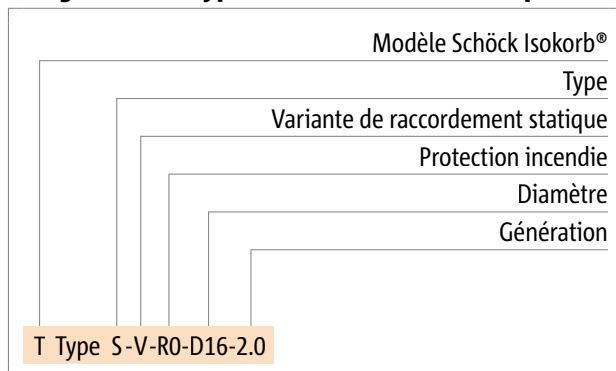 Modèle Schöck Isokorb®
Type
Variante de raccordement statique
Protection incendie
Diamètre
Génération
T Type S-V-R0-D16-2.0